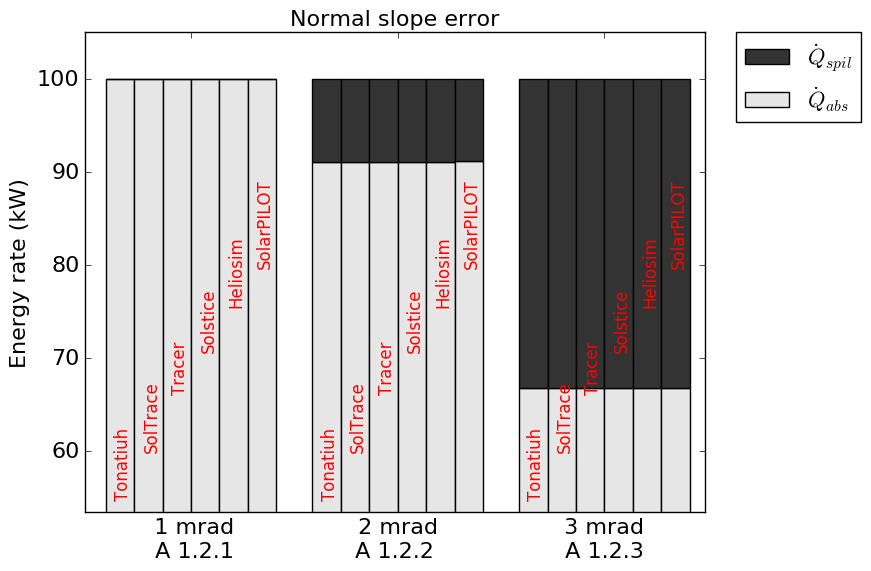 Normal slope error
Q̇spil
Q̇abs
Energy rate (kW)
100
90
80
70
60
Tonatiuh
SolTrace
Tracer
Solstice
Heliosim
SolarPILOT
Tonatiuh
SolTrace
Tracer
Solstice
Heliosim
SolarPILOT
Tonatiuh
SolTrace
Tracer
Solstice
Heliosim
SolarPILOT
1 mrad
A 1.2.1
2 mrad
A 1.2.2
3 mrad
A 1.2.3